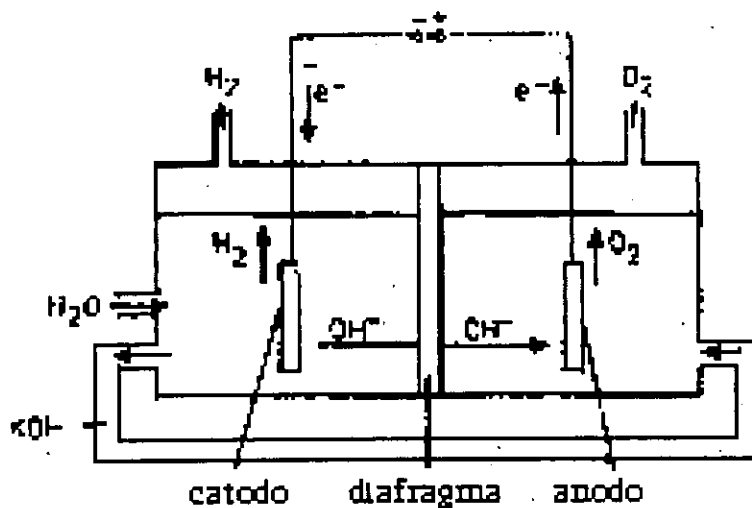 - +
H₂ O₂
e⁻ e⁻
H₂ O₂
H₂O
OH⁻ OH⁻
KOH
catodo diafragma anodo